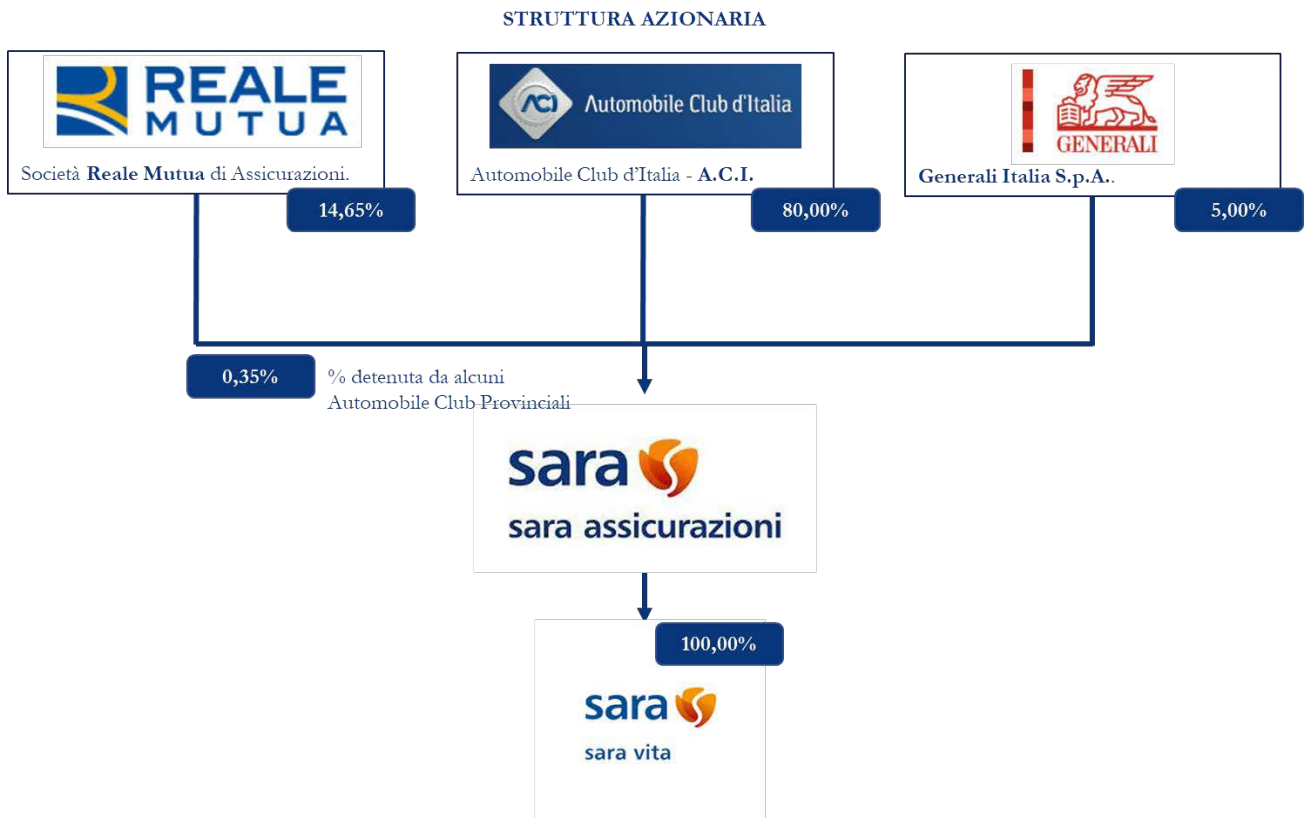 STRUTTURA AZIONARIA
REALE
MUTUA
Società Reale Mutua di Assicurazioni.
14,65%
ACI
Automobile Club d'Italia
Automobile Club d'Italia - A.C.I.
80,00%
GENERALI
Generali Italia S.p.A..
5,00%
0,35%
% detenuta da alcuni
Automobile Club Provinciali
sara
sara assicurazioni
100,00%
sara
sara vita